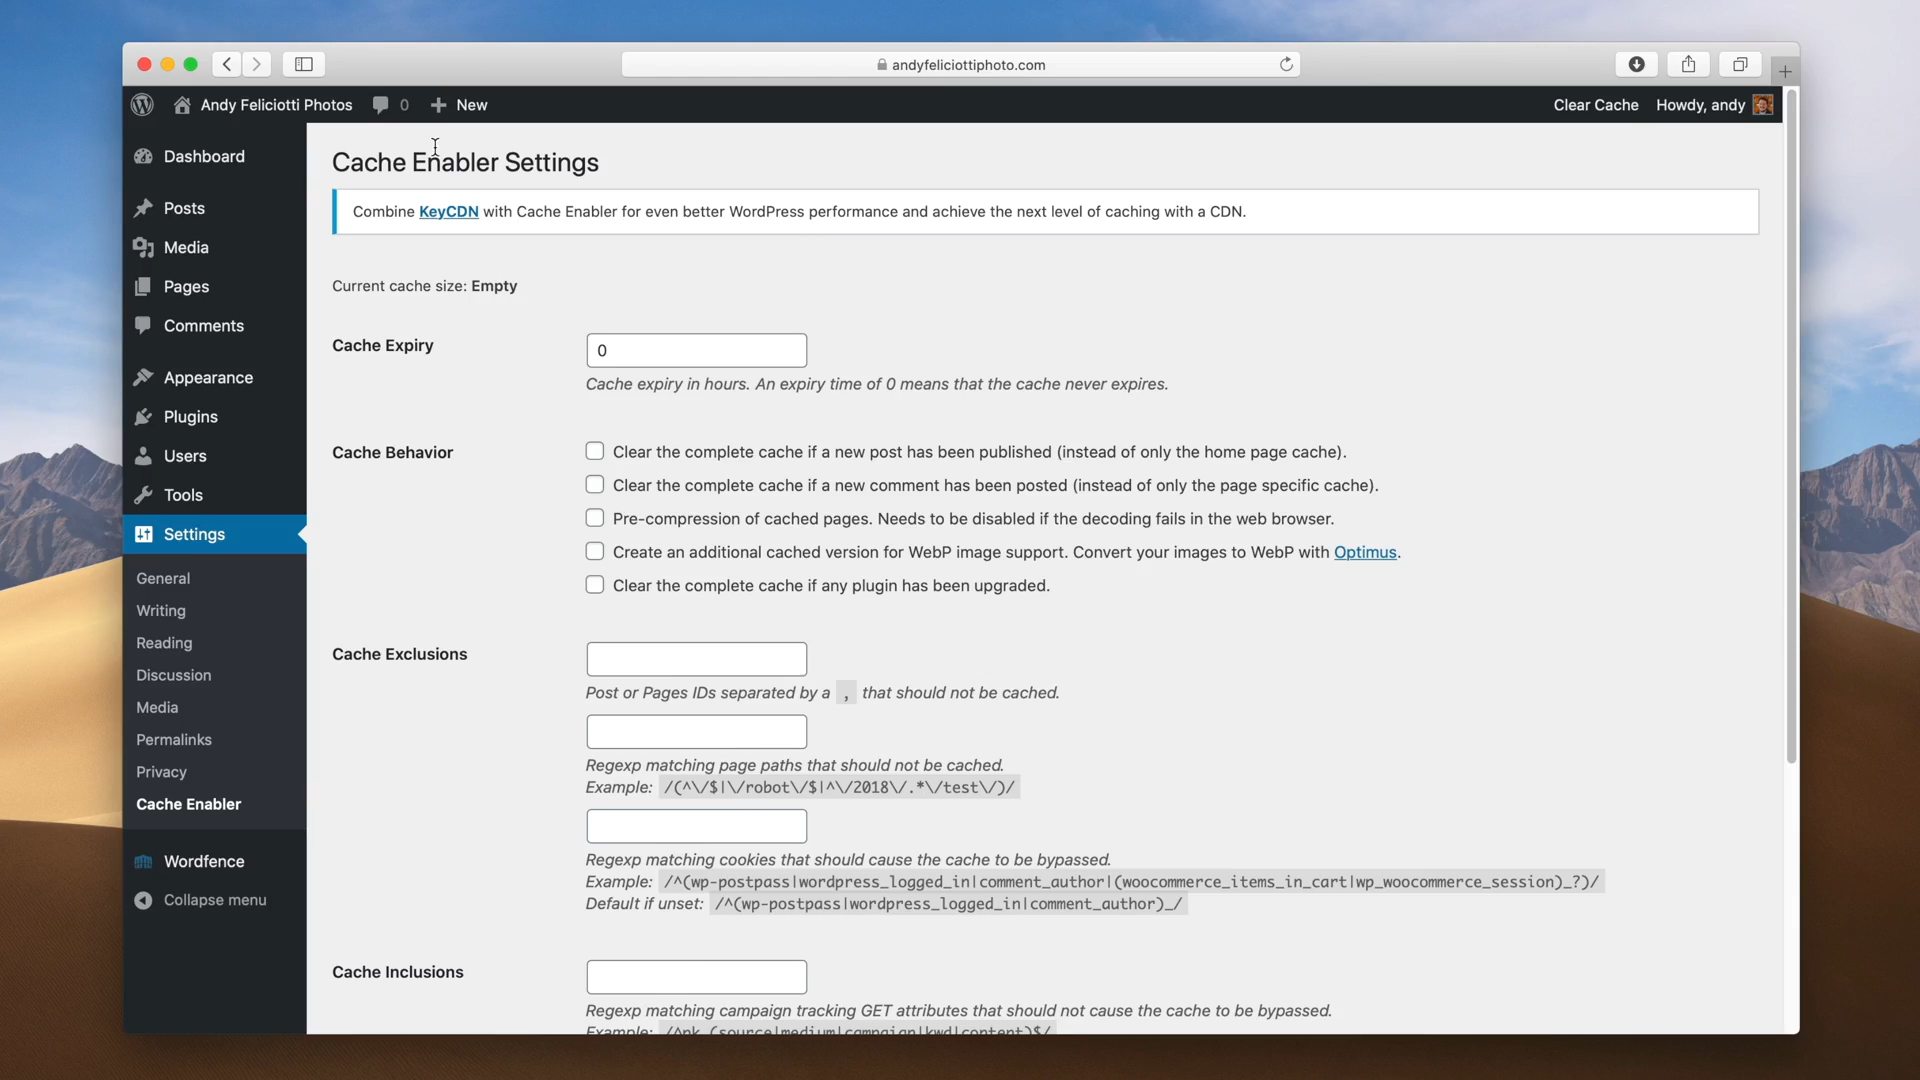 andyfeliciottiphoto.com
Andy Feliciotti Photos 0 New Clear Cache Howdy, andy
Dashboard
Posts
Media
Pages
Comments
Appearance
Plugins
Users
Tools
Settings
General
Writing
Reading
Discussion
Media
Permalinks
Privacy
Cache Enabler
Wordfence
Collapse menu
Cache Enabler Settings
Combine KeyCDN with Cache Enabler for even better WordPress performance and achieve the next level of caching with a CDN.
Current cache size: Empty
Cache Expiry
0
Cache expiry in hours. An expiry time of 0 means that the cache never expires.
Cache Behavior
Clear the complete cache if a new post has been published (instead of only the home page cache).
Clear the complete cache if a new comment has been posted (instead of only the page specific cache).
Pre-compression of cached pages. Needs to be disabled if the decoding fails in the web browser.
Create an additional cached version for WebP image support. Convert your images to WebP with Optimus.
Clear the complete cache if any plugin has been upgraded.
Cache Exclusions
Post or Pages IDs separated by a , that should not be cached.
Regexp matching page paths that should not be cached.
Example: /(^\/$|\/robot\/$|^\/2018\/.*\/test\/)/
Regexp matching cookies that should cause the cache to be bypassed.
Example: /^(wp-postpass|wordpress_logged_in|comment_author|(woocommerce_items_in_cart|wp_woocommerce_session)_?)/
Default if unset: /^(wp-postpass|wordpress_logged_in|comment_author)_/
Cache Inclusions
Regexp matching campaign tracking GET attributes that should not cause the cache to be bypassed.
Example: /^pk_(source|medium|campaign|kwd|content)$/